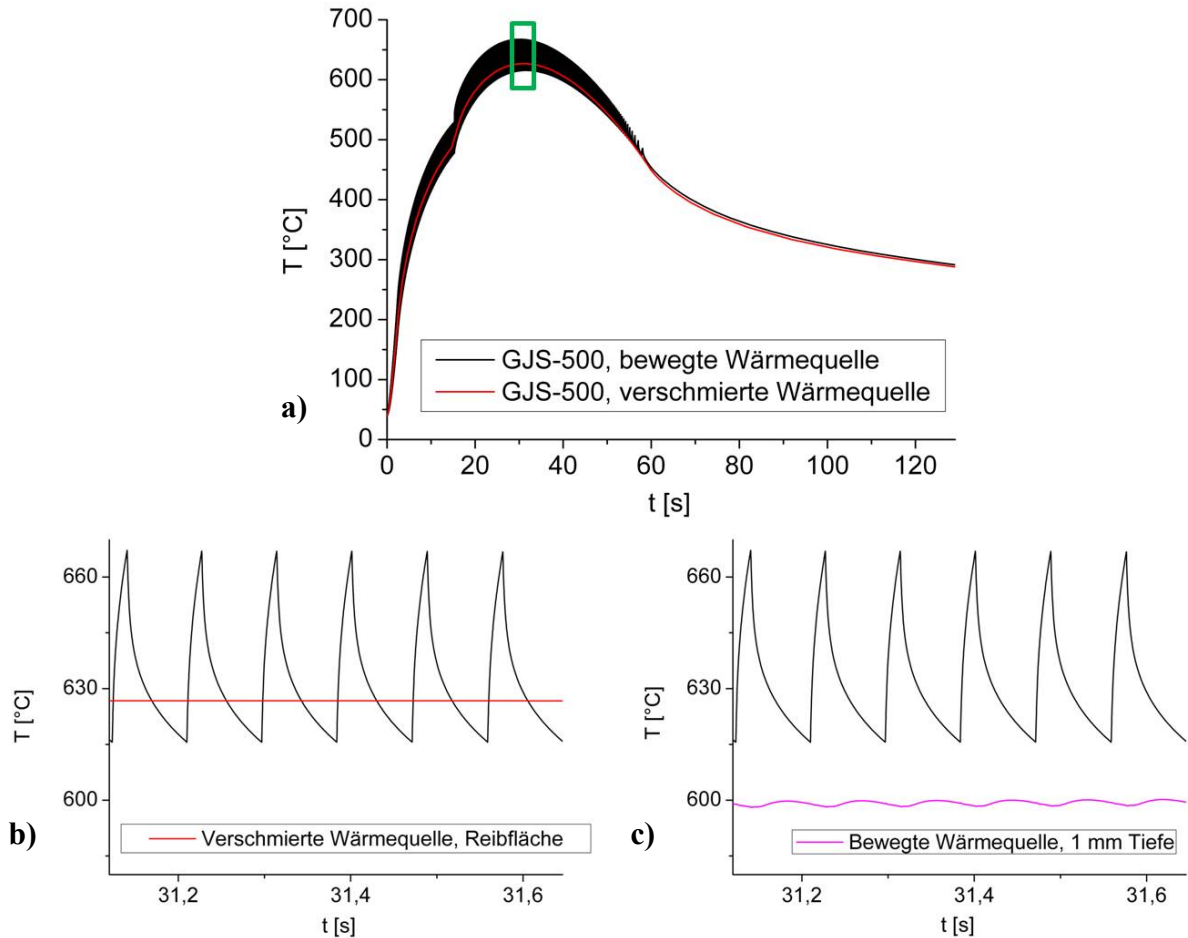 700
600
500
400
300
200
100
0
T [°C]
GJS-500, bewegte Wärmequelle
GJS-500, verschmierte Wärmequelle
a)
0 20 40 60 80 100 120
t [s]
660
630
600
T [°C]
Verschmierte Wärmequelle, Reibfläche
b)
31,2 31,4 31,6
t [s]
660
630
600
T [°C]
Bewegte Wärmequelle, 1 mm Tiefe
c)
31,2 31,4 31,6
t [s]